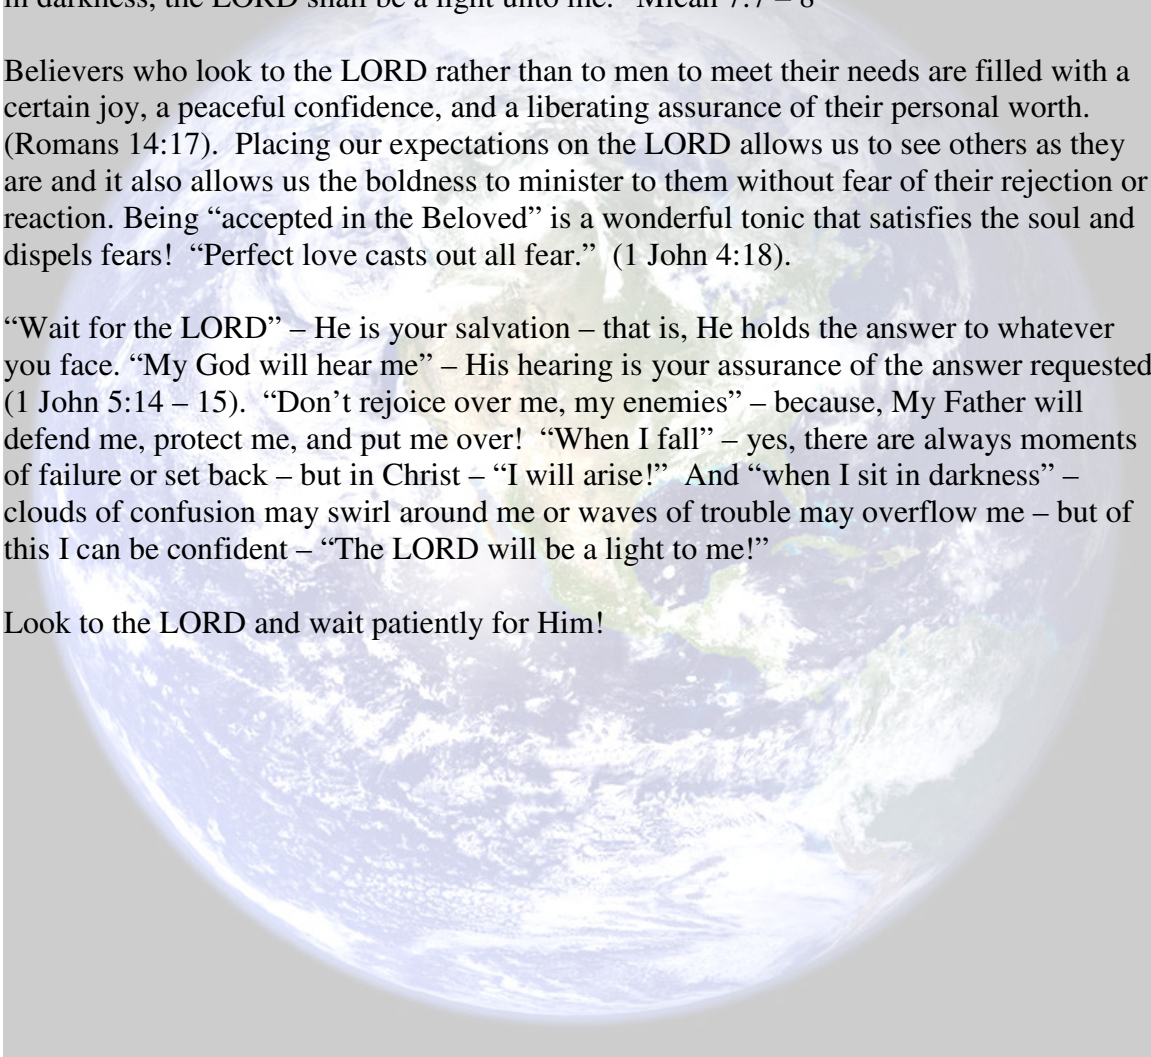 in darkness, the LORD shall be a light unto me.” Micah 7:7 – 8
Believers who look to the LORD rather than to men to meet their needs are filled with a
certain joy, a peaceful confidence, and a liberating assurance of their personal worth.
(Romans 14:17).  Placing our expectations on the LORD allows us to see others as they
are and it also allows us the boldness to minister to them without fear of their rejection or
reaction. Being “accepted in the Beloved” is a wonderful tonic that satisfies the soul and
dispels fears!  “Perfect love casts out all fear.”  (1 John 4:18).
“Wait for the LORD” – He is your salvation – that is, He holds the answer to whatever
you face. “My God will hear me” – His hearing is your assurance of the answer requested
(1 John 5:14 – 15).  “Don’t rejoice over me, my enemies” – because, My Father will
defend me, protect me, and put me over!  “When I fall” – yes, there are always moments
of failure or set back – but in Christ – “I will arise!”  And “when I sit in darkness” –
clouds of confusion may swirl around me or waves of trouble may overflow me – but of
this I can be confident – “The LORD will be a light to me!”
Look to the LORD and wait patiently for Him!